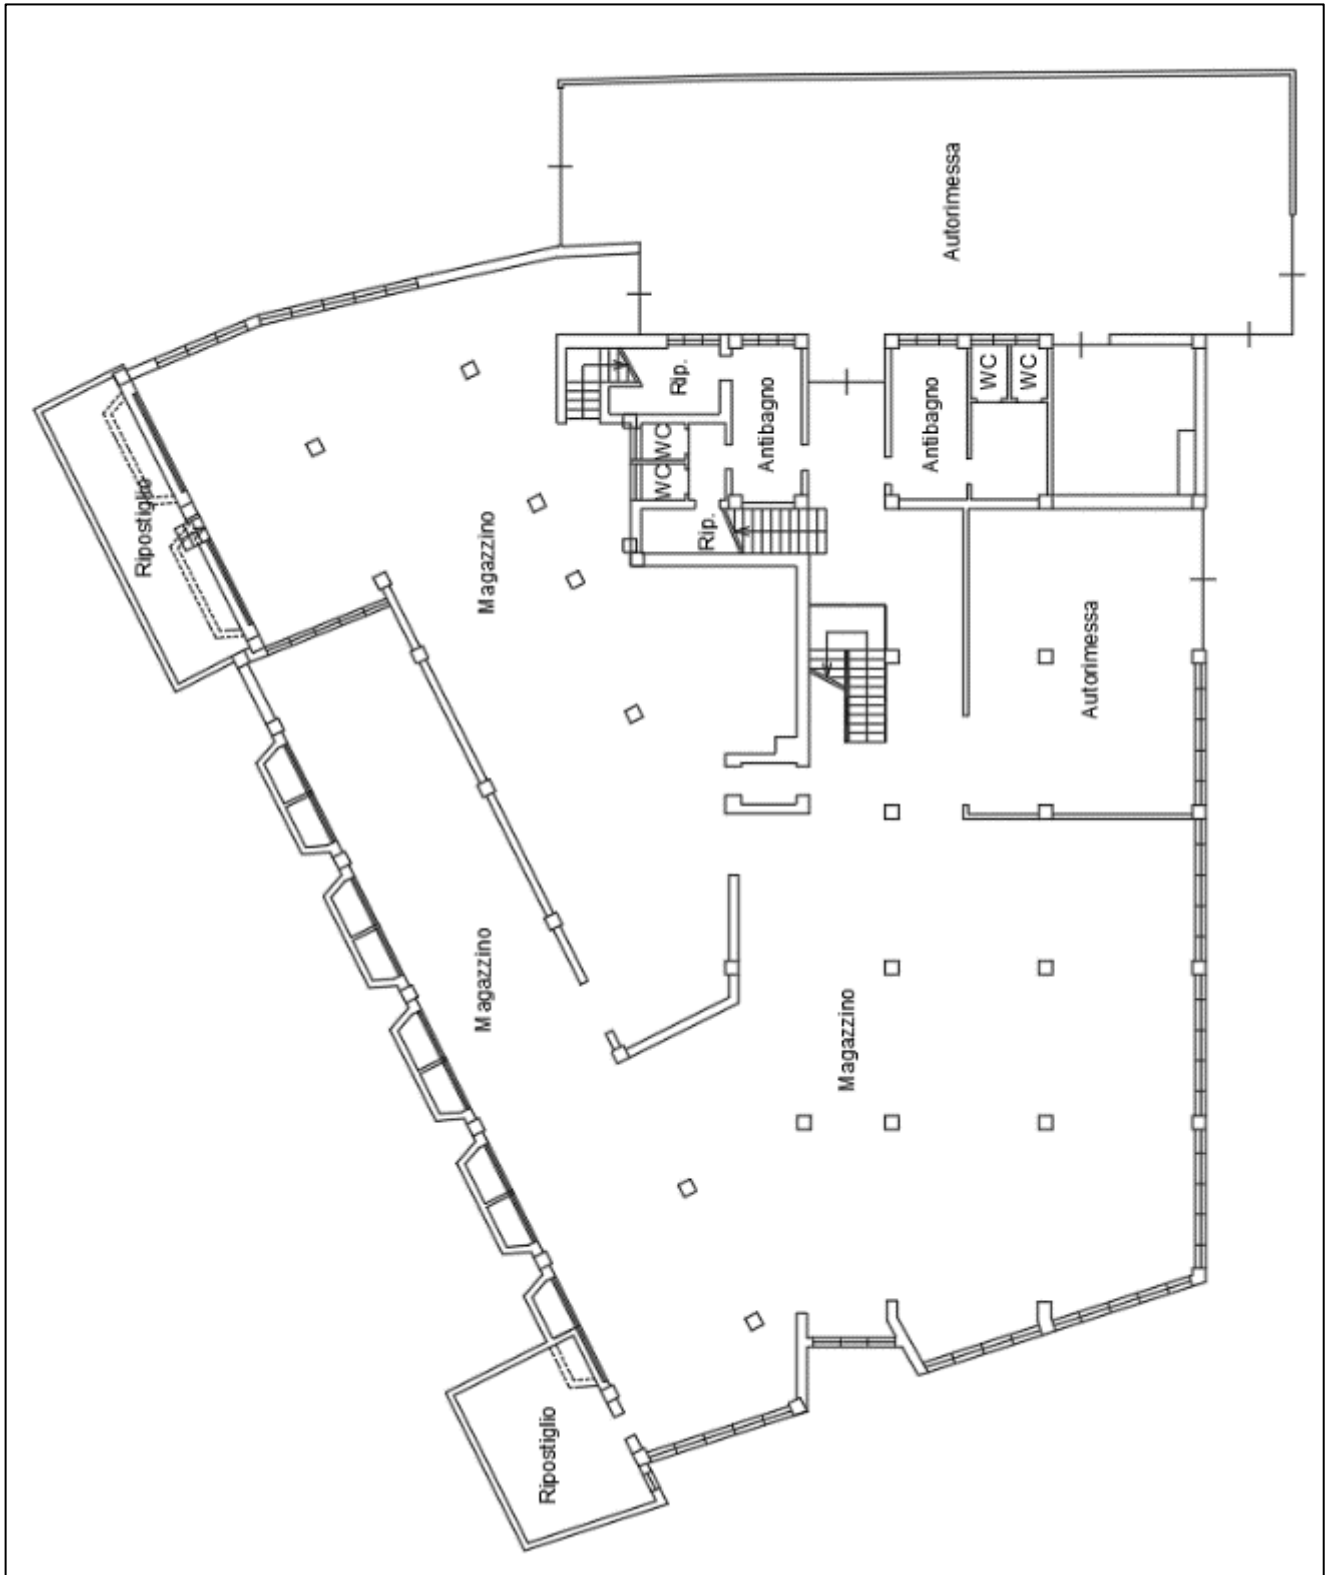 Autorimessa
Rip.
Antibagno
WC
WC
Antibagno
WC
WC
Rip.
Ripostiglio
Magazzino
Autorimessa
Magazzino
Magazzino
Ripostiglio